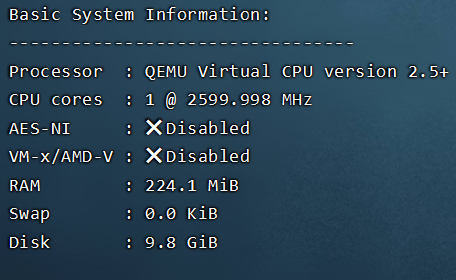 Basic System Information:
---------------------------------
Processor  : QEMU Virtual CPU version 2.5+
CPU cores  : 1 @ 2599.998 MHz
AES-NI     : ❌ Disabled
VM-x/AMD-V : ❌ Disabled
RAM        : 224.1 MiB
Swap       : 0.0 KiB
Disk       : 9.8 GiB